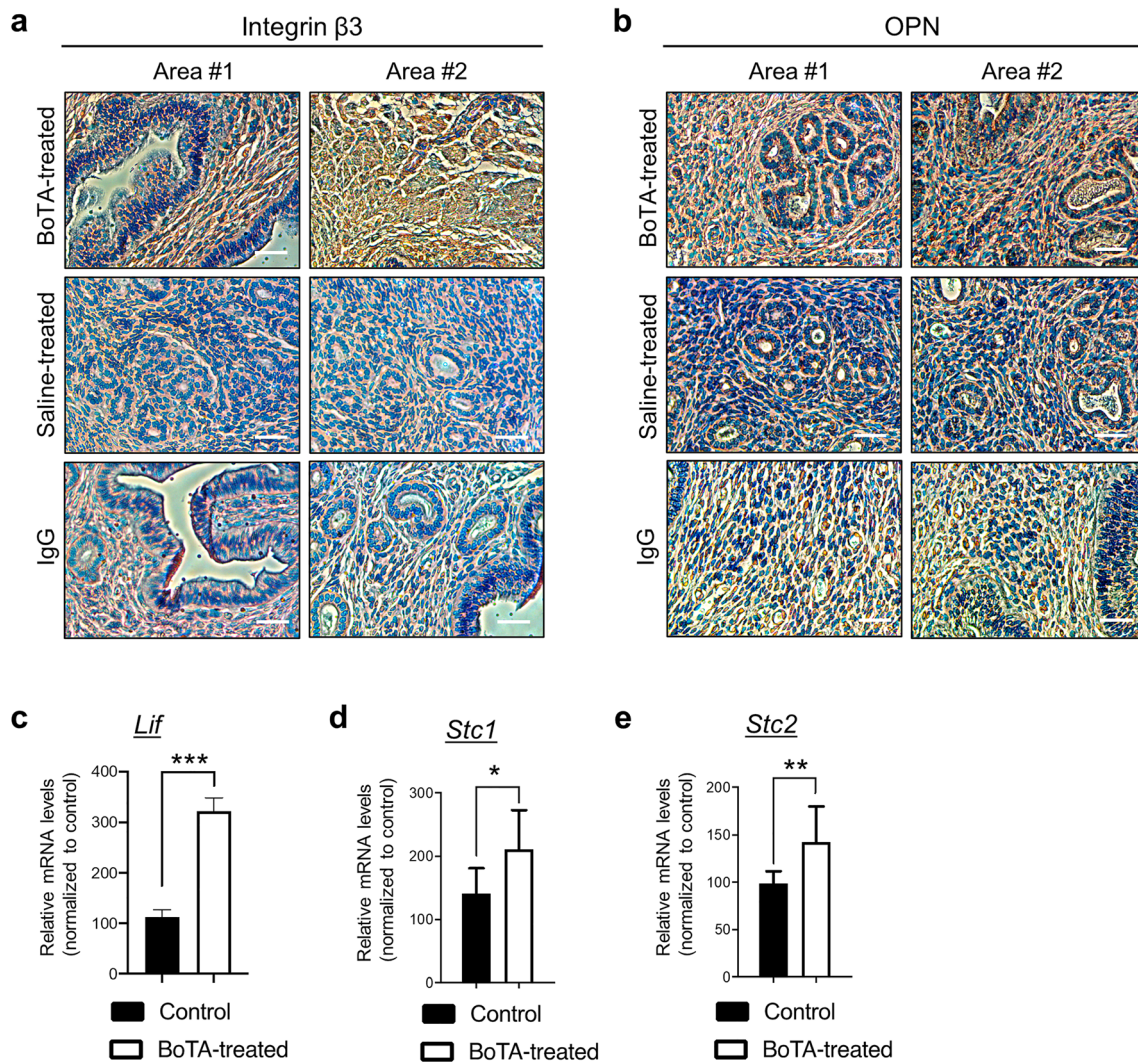 a
Integrin β3
Area #1
Area #2
BoTA-treated
Saline-treated
IgG
b
OPN
Area #1
Area #2
BoTA-treated
Saline-treated
IgG
c
Lif
***
Relative mRNA levels
(normalized to control)
400
300
200
100
0
Control
BoTA-treated
d
Stc1
*
Relative mRNA levels
(normalized to control)
300
200
100
0
Control
BoTA-treated
e
Stc2
**
Relative mRNA levels
(normalized to control)
200
150
100
50
0
Control
BoTA-treated